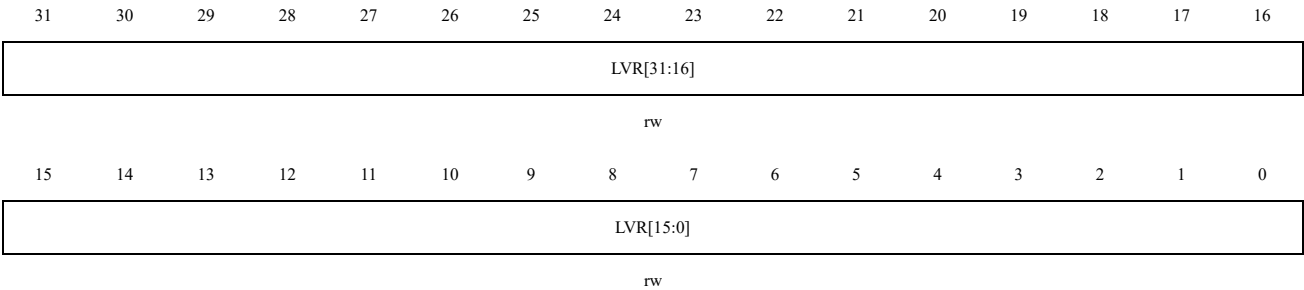 31 30 29 28 27 26 25 24 23 22 21 20 19 18 17 16
LVR[31:16]
rw
15 14 13 12 11 10 9 8 7 6 5 4 3 2 1 0
LVR[15:0]
rw